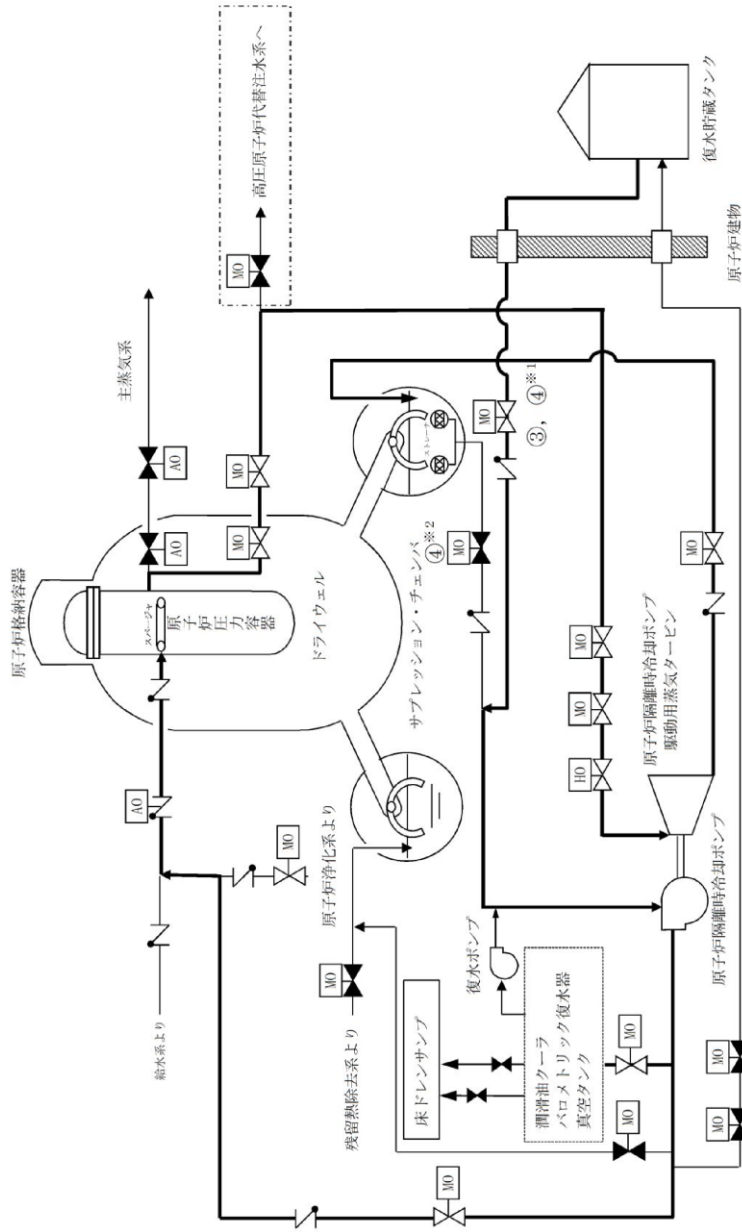 原子炉格納容器
主蒸気系
AO
AO
MO
高圧原子炉代替注水系へ
MO
MO
スパージャ
原子炉圧力容器
ドライウェル
給水系より
AO
MO
原子炉浄化系より
サプレッション・チェンバ
ストレーナ
④※2
MO
MO
③, ④※1
復水貯蔵タンク
原子炉建物
残留熱除去系より
MO
床ドレンサンプ
復水ポンプ
潤滑油クーラ
バロメトリック復水器
真空タンク
HO
MO
MO
原子炉隔離時冷却ポンプ
駆動用蒸気タービン
MO
原子炉隔離時冷却ポンプ
MO
MO
MO
MO
MO